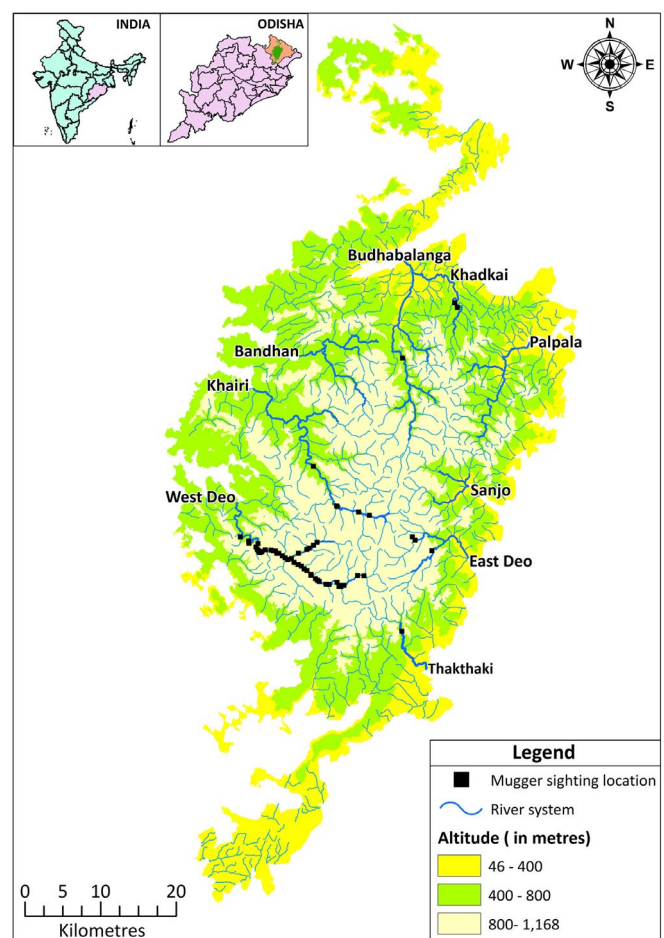 INDIA
ODISHA
N
W
E
S
Budhabalanga
Khadkai
Palpala
Bandhan
Khairi
Sanjo
West Deo
East Deo
Thakthaki
Legend
Mugger sighting location
River system
Altitude ( in metres)
46 - 400
400 - 800
800- 1,168
0 5 10 20
Kilometres